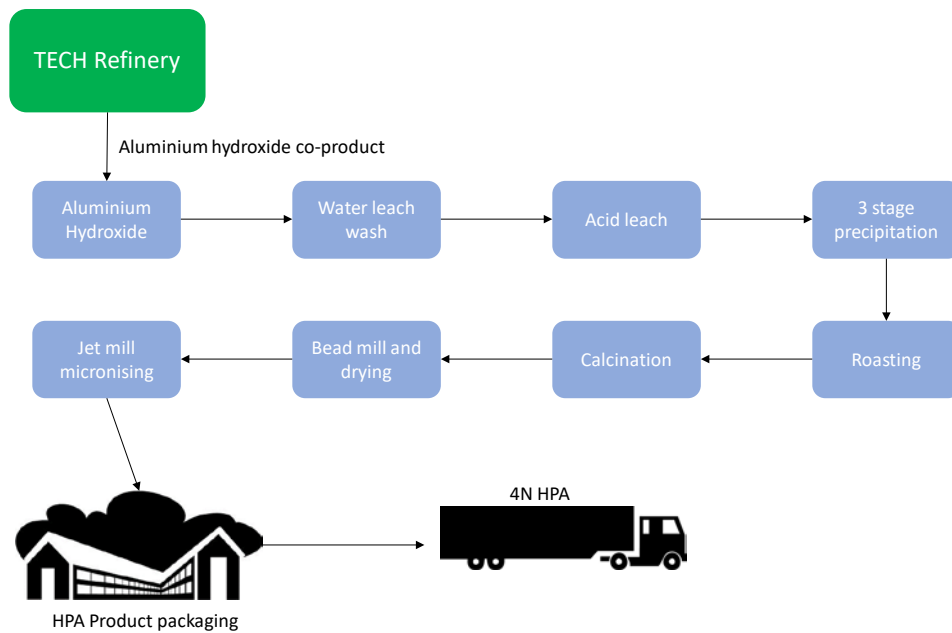 TECH Refinery
Aluminium hydroxide co-product
Aluminium
Hydroxide
Water leach
wash
Acid leach
3 stage
precipitation
Roasting
Calcination
Bead mill and
drying
Jet mill
micronising
HPA Product packaging
4N HPA